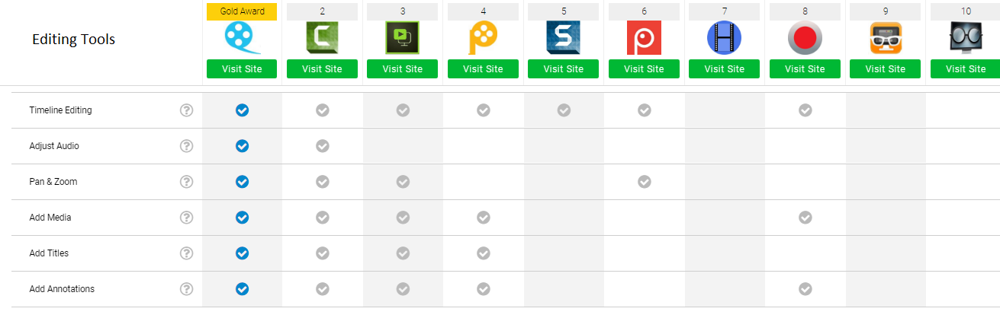 Gold Award 2 3 4 5 6 7 8 9 10
Editing Tools
Visit Site Visit Site Visit Site Visit Site Visit Site Visit Site Visit Site Visit Site Visit Site Visit Site
Timeline Editing ?
Adjust Audio ?
Pan & Zoom ?
Add Media ?
Add Titles ?
Add Annotations ?